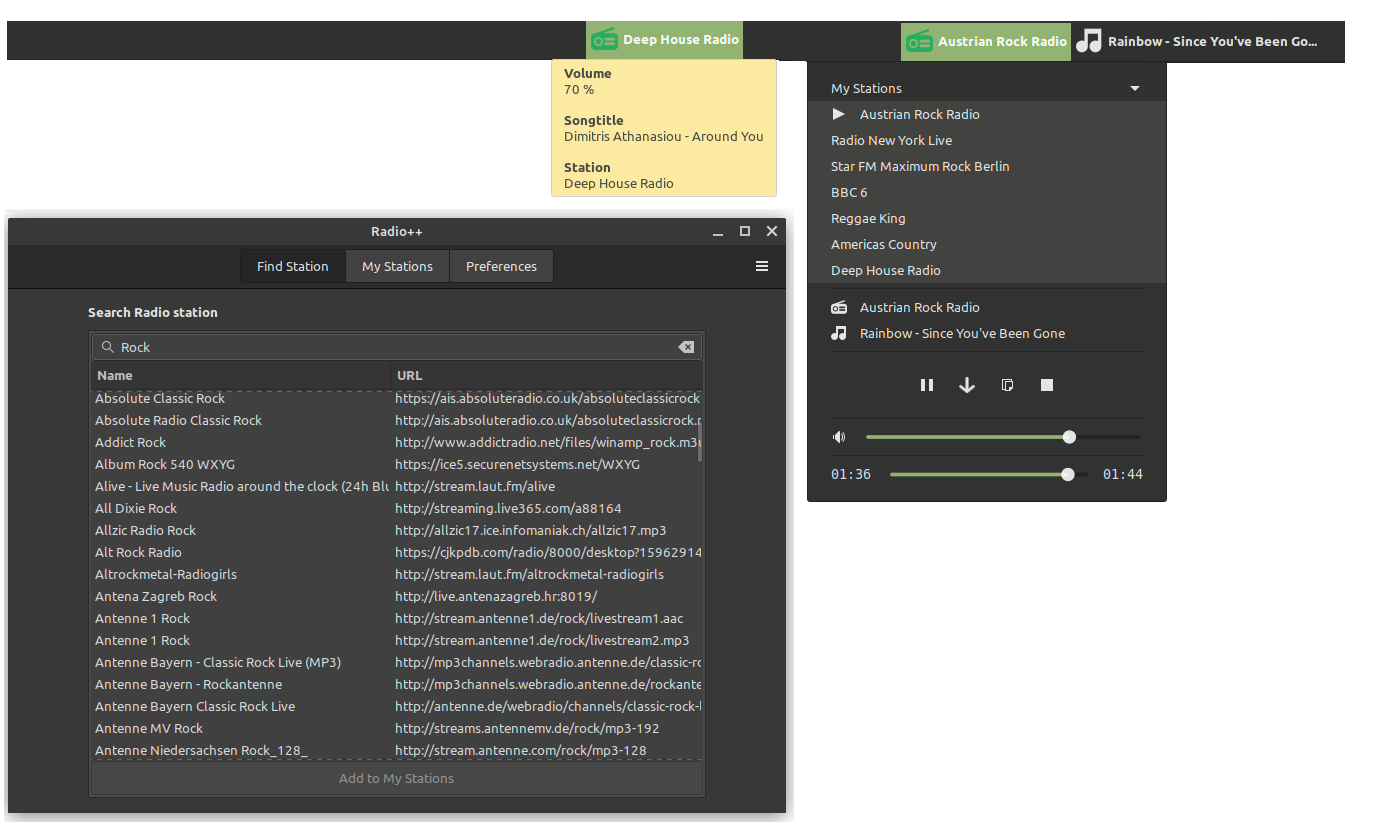 Deep House Radio
Volume
70 %
Songtitle
Dimitris Athanasiou - Around You
Station
Deep House Radio
Austrian Rock Radio
Rainbow - Since You've Been Go...
My Stations
Austrian Rock Radio
Radio New York Live
Star FM Maximum Rock Berlin
BBC 6
Reggae King
Americas Country
Deep House Radio
Austrian Rock Radio
Rainbow - Since You've Been Gone
01:36 01:44
Radio++
Find Station My Stations Preferences
Search Radio station
Rock
Name URL
Absolute Classic Rock https://ais.absoluteradio.co.uk/absoluteclassicrock
Absolute Radio Classic Rock http://ais.absoluteradio.co.uk/absoluteclassicrock.r
Addict Rock http://www.addictradio.net/files/winamp_rock.m3u
Album Rock 540 WXYG https://ice5.securenetsystems.net/WXYG
Alive - Live Music Radio around the clock (24h Blu http://stream.laut.fm/alive
All Dixie Rock http://streaming.live365.com/a88164
Allzic Radio Rock http://allzic17.ice.infomaniak.ch/allzic17.mp3
Alt Rock Radio https://cjkpdb.com/radio/8000/desktop?15962914
Altrockmetal-Radiogirls http://stream.laut.fm/altrockmetal-radiogirls
Antena Zagreb Rock http://live.antenazagreb.hr:8019/
Antenne 1 Rock http://stream.antenne1.de/rock/livestream1.aac
Antenne 1 Rock http://stream.antenne1.de/rock/livestream2.mp3
Antenne Bayern - Classic Rock Live (MP3) http://mp3channels.webradio.antenne.de/classic-ro
Antenne Bayern - Rockantenne http://mp3channels.webradio.antenne.de/rockante
Antenne Bayern Classic Rock Live http://antenne.de/webradio/channels/classic-rock-l
Antenne MV Rock http://streams.antennemv.de/rock/mp3-192
Antenne Niedersachsen Rock_128_ http://stream.antenne.com/rock/mp3-128
Add to My Stations